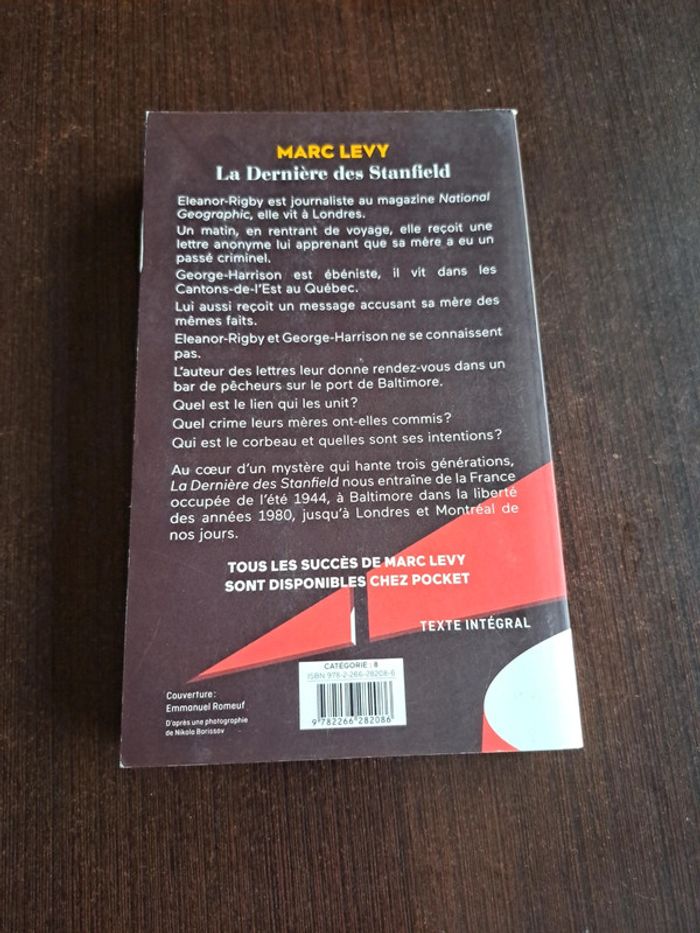 MARC LEVY
La Dernière des Stanfield
Eleanor-Rigby est journaliste au magazine National
Geographic, elle vit à Londres.
Un matin, en rentrant de voyage, elle reçoit une
lettre anonyme lui apprenant que sa mère a eu un
passé criminel.
George-Harrison est ébéniste, il vit dans les
Cantons-de-l'Est au Québec.
Lui aussi reçoit un message accusant sa mère des
mêmes faits.
Eleanor-Rigby et George-Harrison ne se connaissent
pas.
L'auteur des lettres leur donne rendez-vous dans un
bar de pêcheurs sur le port de Baltimore.
Quel est le lien qui les unit ?
Quel crime leurs mères ont-elles commis ?
Qui est le corbeau et quelles sont ses intentions ?
Au cœur d'un mystère qui hante trois générations,
La Dernière des Stanfield nous entraîne de la France
occupée de l'été 1944, à Baltimore dans la liberté
des années 1980, jusqu'à Londres et Montréal de
nos jours.
TOUS LES SUCCÈS DE MARC LEVY
SONT DISPONIBLES CHEZ POCKET
TEXTE INTÉGRAL
CATÉGORIE : 8
ISBN 978-2-266-28208-6
9 782266 282086
Couverture :
Emmanuel Romeuf
D'après une photographie
de Nikola Borissov